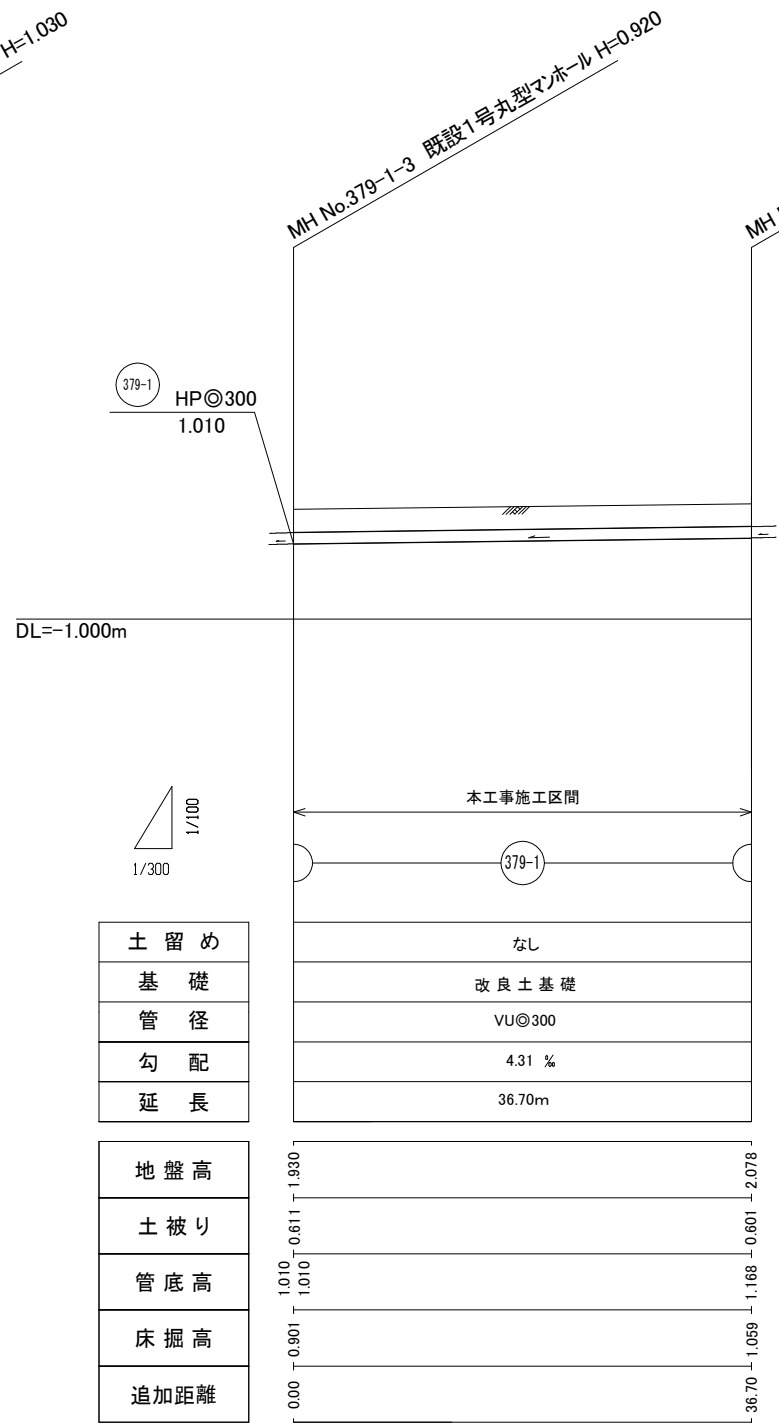 H=1.030
MH No.379-1-3 既設1号丸型マンホール H=0.920
MH
379-1
HP◎300
1.010
DL=-1.000m
1/100
1/300
本工事施工区間
379-1
土留め なし
基礎 改良土基礎
管径 VU◎300
勾配 4.31 ‰
延長 36.70m
地盤高 1.930 2.078
土被り 0.611 0.601
管底高 1.010 1.010 1.168
床掘高 0.901 1.059
追加距離 0.00 36.70